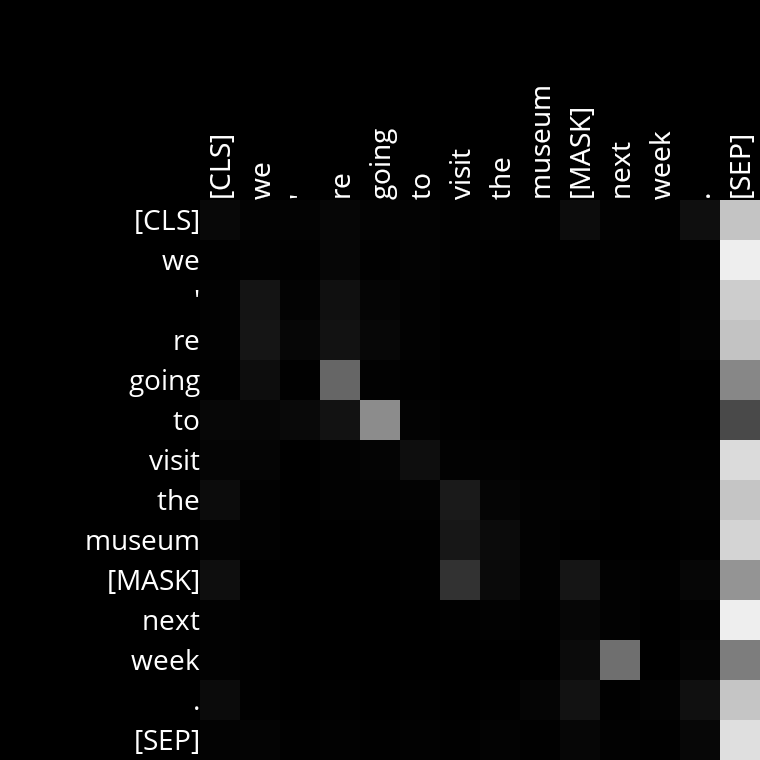 [CLS] we ' re going to visit the museum [MASK] next week . [SEP]
[CLS]
we
'
re
going
to
visit
the
museum
[MASK]
next
week
.
[SEP]